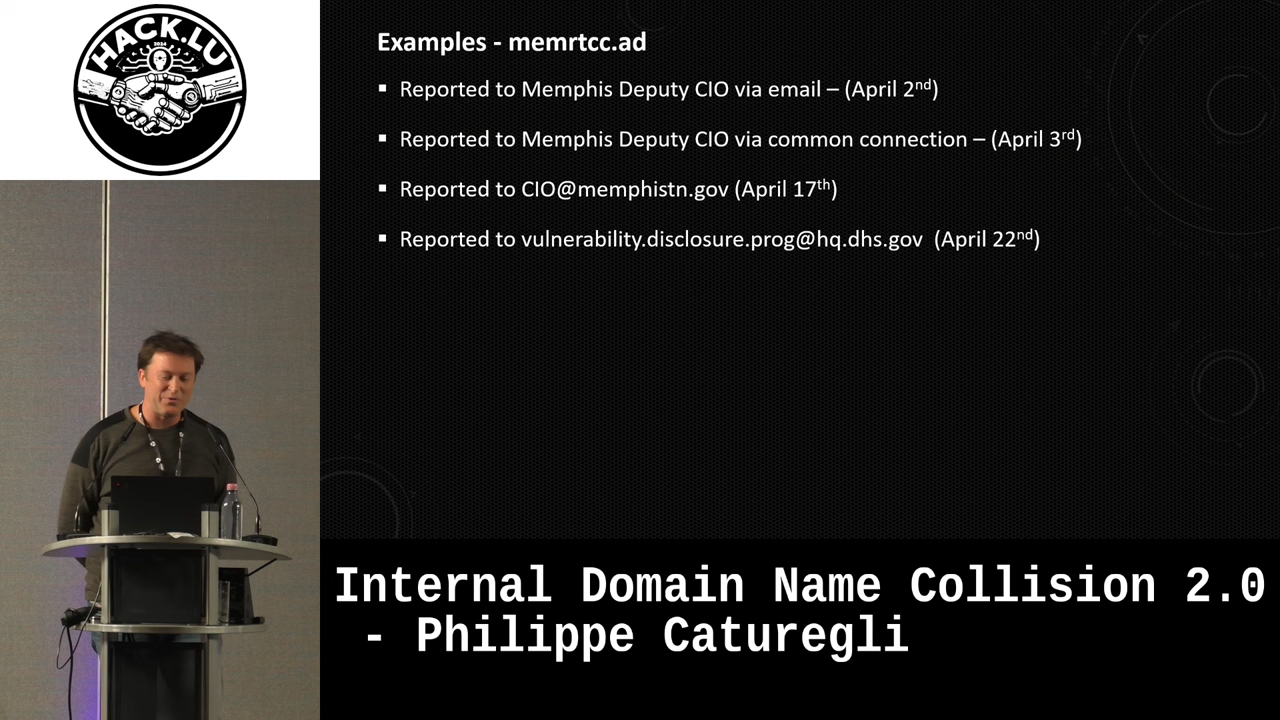 HACK.LU
2024
Examples - memrtcc.ad
▪ Reported to Memphis Deputy CIO via email – (April 2nd)
▪ Reported to Memphis Deputy CIO via common connection – (April 3rd)
▪ Reported to CIO@memphistn.gov (April 17th)
▪ Reported to vulnerability.disclosure.prog@hq.dhs.gov (April 22nd)
Internal Domain Name Collision 2.0
- Philippe Caturegli